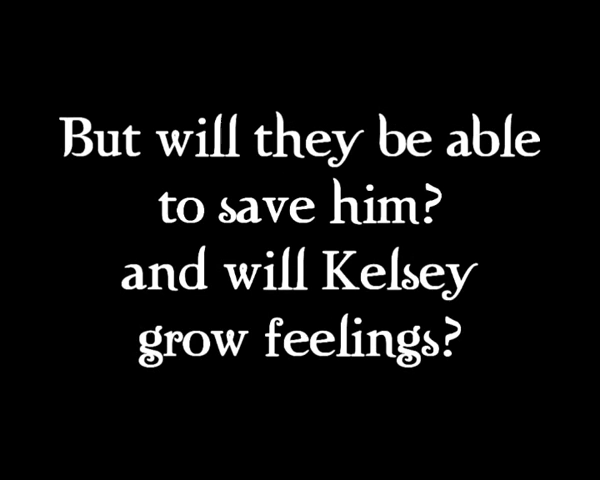 But will they be able
to save him?
and will Kelsey
grow feelings?